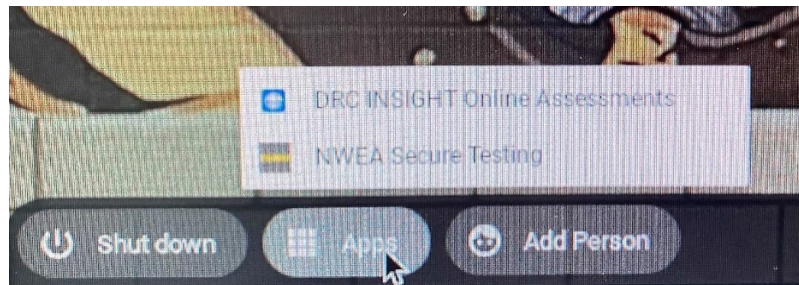 DRC INSIGHT Online Assessments
NWEA Secure Testing
Shut down
Apps
Add Person